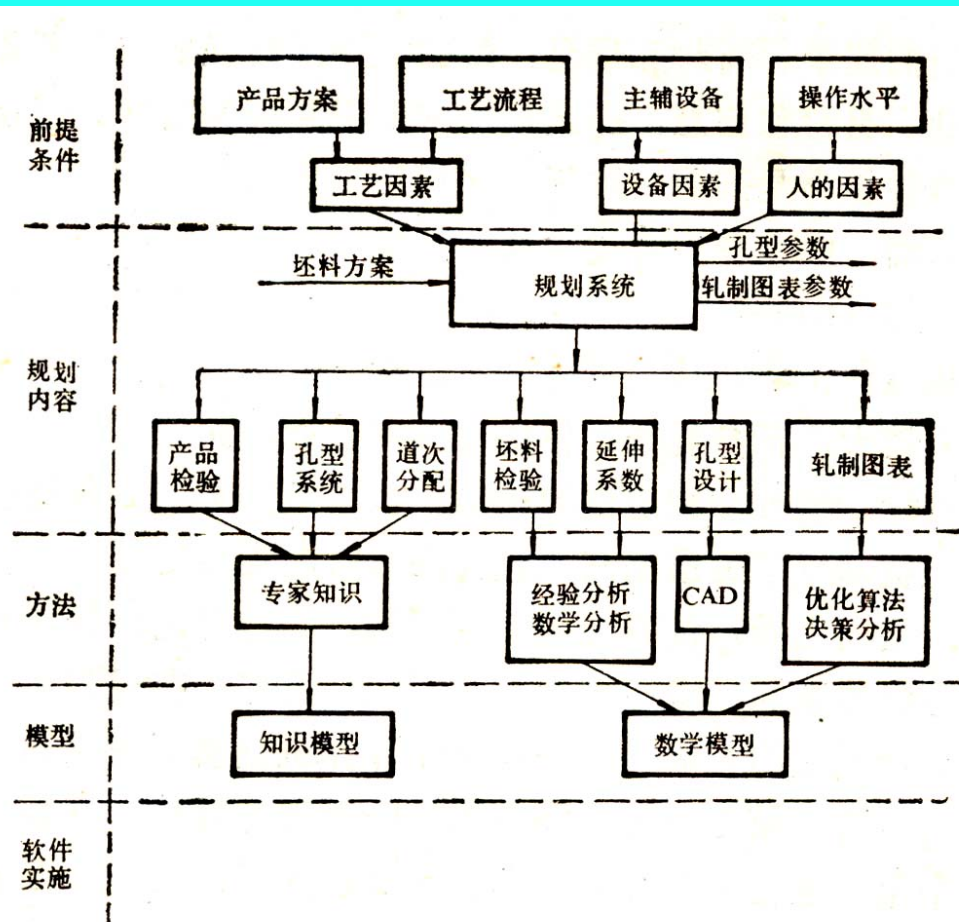 前提
条件
产品方案
工艺流程
主辅设备
操作水平
工艺因素
设备因素
人的因素
规划
内容
坯料方案
规划系统
孔型参数
轧制图表参数
产品
检验
孔型
系统
道次
分配
坯料
检验
延伸
系数
孔型
设计
轧制图表
方法
专家知识
经验分析
数学分析
CAD
优化算法
决策分析
模型
知识模型
数学模型
软件
实施